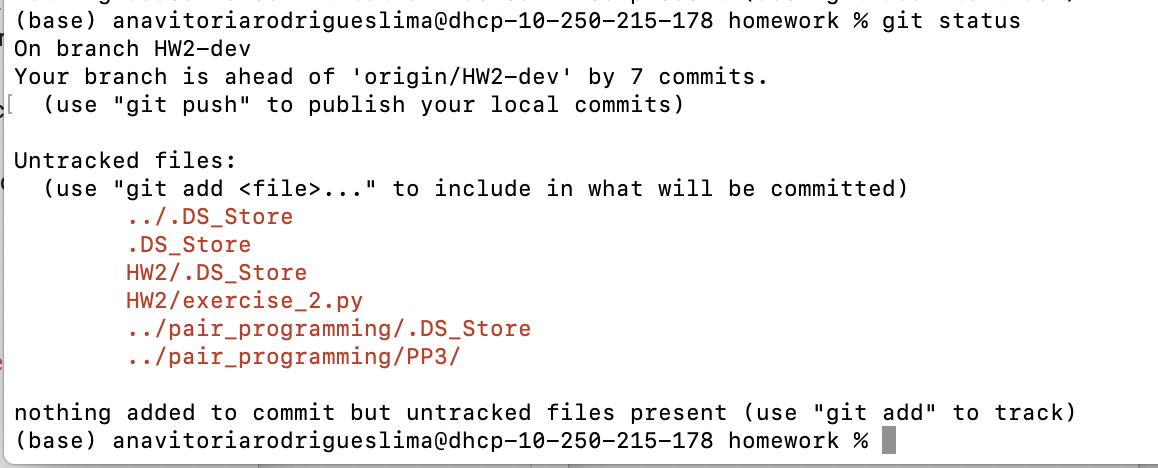 (base) anavitoriarodrigueslima@dhcp-10-250-215-178 homework % git status
On branch HW2-dev
Your branch is ahead of 'origin/HW2-dev' by 7 commits.
  (use "git push" to publish your local commits)

Untracked files:
  (use "git add <file>..." to include in what will be committed)
        ../.DS_Store
        .DS_Store
        HW2/.DS_Store
        HW2/exercise_2.py
        ../pair_programming/.DS_Store
        ../pair_programming/PP3/

nothing added to commit but untracked files present (use "git add" to track)
(base) anavitoriarodrigueslima@dhcp-10-250-215-178 homework %